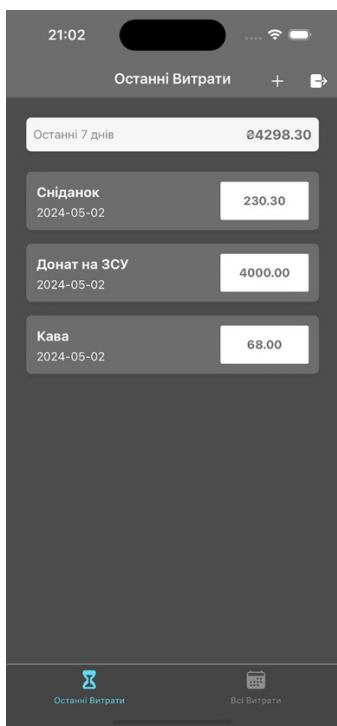 21:02
Останні Витрати +
Останні 7 днів ₴4298.30
Сніданок
2024-05-02
230.30
Донат на ЗСУ
2024-05-02
4000.00
Кава
2024-05-02
68.00
Останні Витрати
Всі Витрати